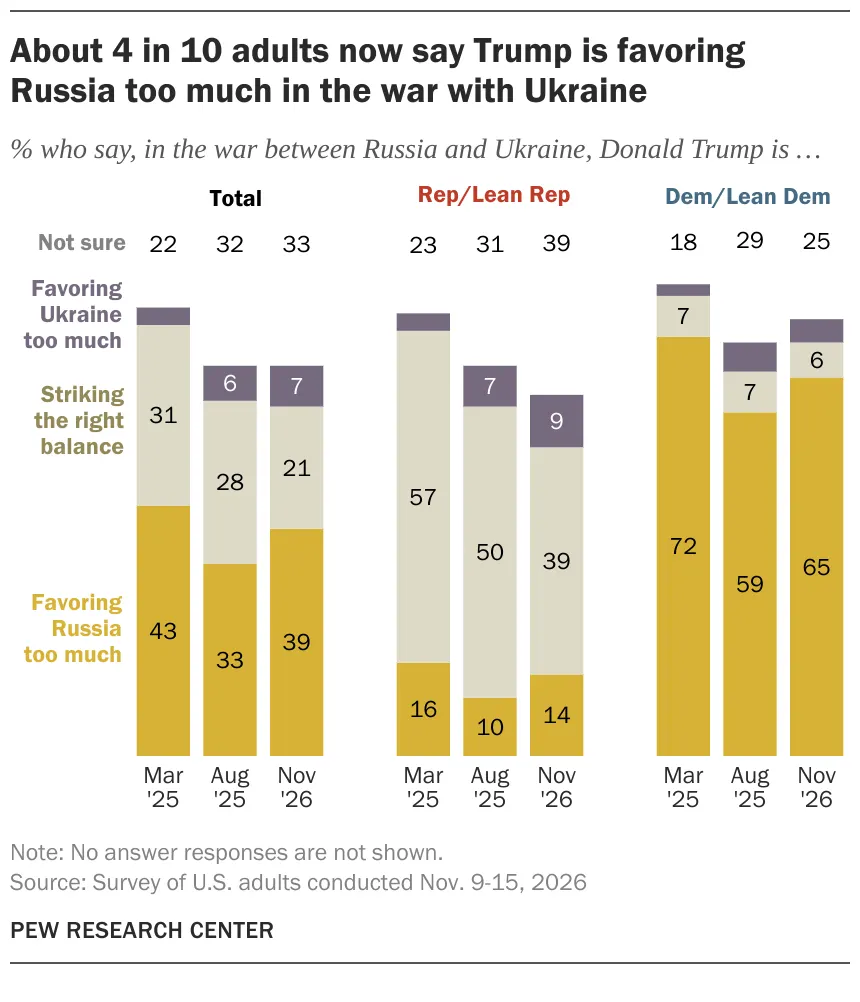 About 4 in 10 adults now say Trump is favoring
Russia too much in the war with Ukraine
% who say, in the war between Russia and Ukraine, Donald Trump is …
Total
Rep/Lean Rep
Dem/Lean Dem
Not sure 22 32 33 23 31 39 18 29 25
Favoring
Ukraine
too much
6 7 7 9
Striking
the right
balance
31 28 21 57 50 39 7 7 6
Favoring
Russia
too much
43 33 39 16 10 14 72 59 65
Mar '25
Aug '25
Nov '26
Mar '25
Aug '25
Nov '26
Mar '25
Aug '25
Nov '26
Note: No answer responses are not shown.
Source: Survey of U.S. adults conducted Nov. 9-15, 2026
PEW RESEARCH CENTER